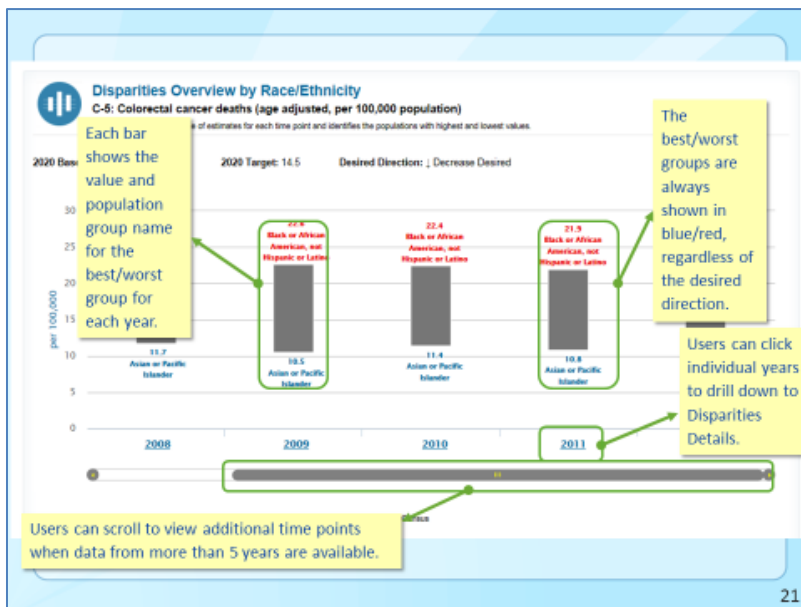 Disparities Overview by Race/Ethnicity
C-5: Colorectal cancer deaths (age adjusted, per 100,000 population)
of estimates for each time point and identifies the populations with highest and lowest values.
2020 Base
2020 Target: 14.5
Desired Direction: ↓ Decrease Desired
Each bar
shows the
value and
population
group name
for the
best/worst
group for
each year.
The
best/worst
groups are
always
shown in
blue/red,
regardless of
the desired
direction.
per 100,000
30
25
20
15
10
5
0
22.6
Black or African
American, not
Hispanic or Latino
22.4
Black or African
American, not
Hispanic or Latino
21.9
Black or African
American, not
Hispanic or Latino
11.7
Asian or Pacific
Islander
10.5
Asian or Pacific
Islander
11.4
Asian or Pacific
Islander
10.8
Asian or Pacific
Islander
Users can click
individual years
to drill down to
Disparities
Details.
2008
2009
2010
2011
Users can scroll to view additional time points
when data from more than 5 years are available.
21